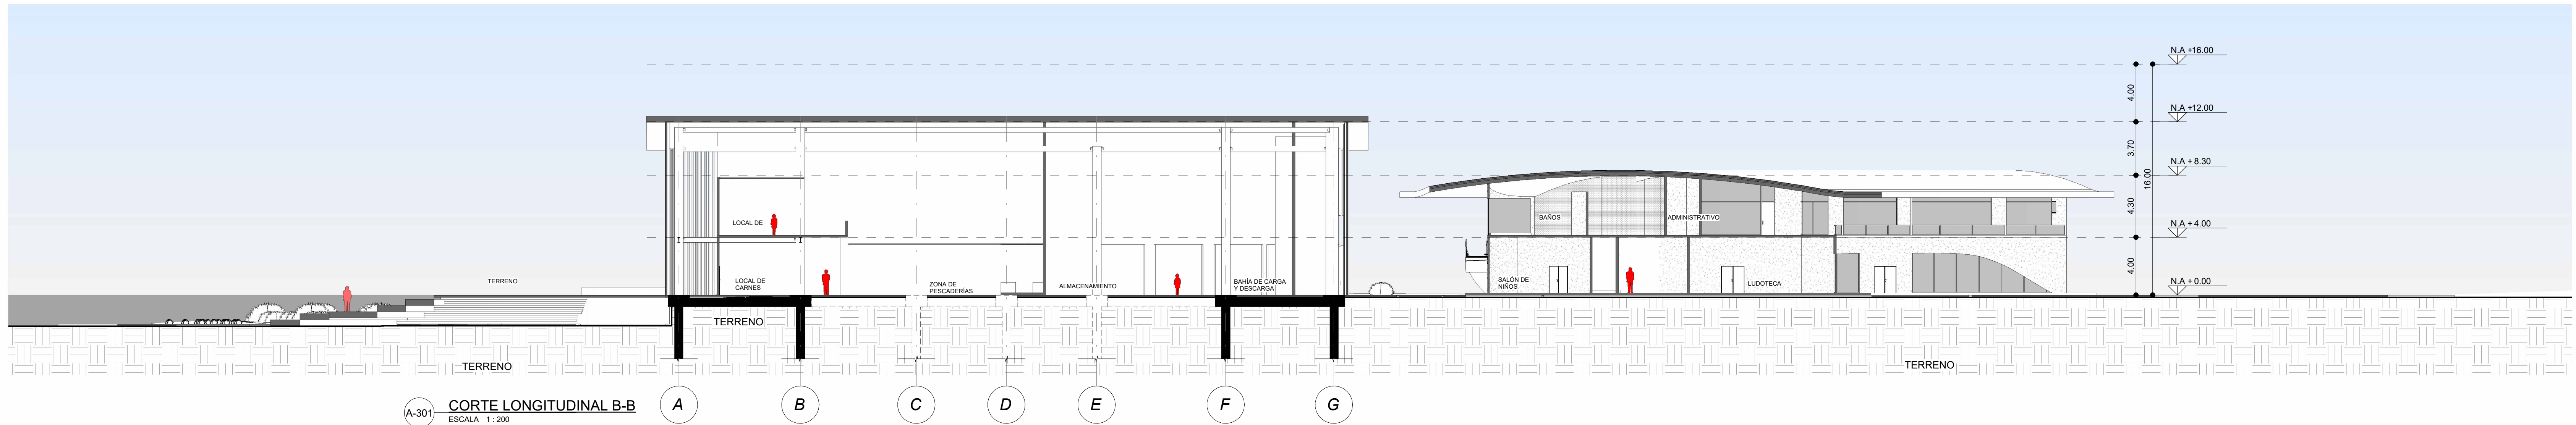 N.A +16.00
4.00
N.A +12.00
3.70
16.00
N.A + 8.30
4.30
N.A + 4.00
4.00
N.A + 0.00
LOCAL DE
BAÑOS
ADMINISTRATIVO
TERRENO
LOCAL DE
CARNES
ZONA DE
PESCADERÍAS
ALMACENAMIENTO
BAHÍA DE CARGA
Y DESCARGA
SALÓN DE
NIÑOS
LUDOTECA
TERRENO
TERRENO
TERRENO
A-301
CORTE LONGITUDINAL B-B
ESCALA 1 : 200
A
B
C
D
E
F
G